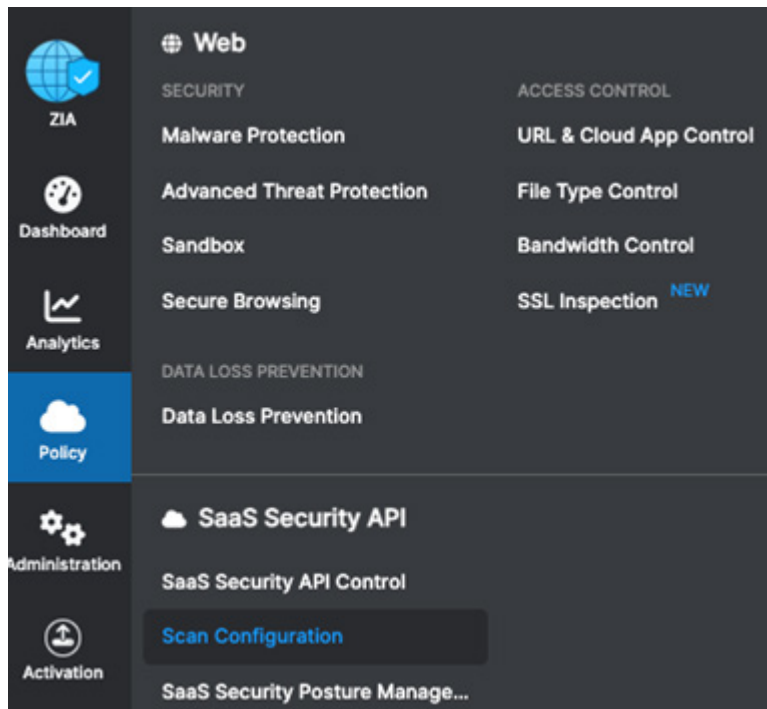 ZIA
Dashboard
Analytics
Policy
Administration
Activation
Web
SECURITY
Malware Protection
Advanced Threat Protection
Sandbox
Secure Browsing
DATA LOSS PREVENTION
Data Loss Prevention
ACCESS CONTROL
URL & Cloud App Control
File Type Control
Bandwidth Control
SSL Inspection NEW
SaaS Security API
SaaS Security API Control
Scan Configuration
SaaS Security Posture Manage...